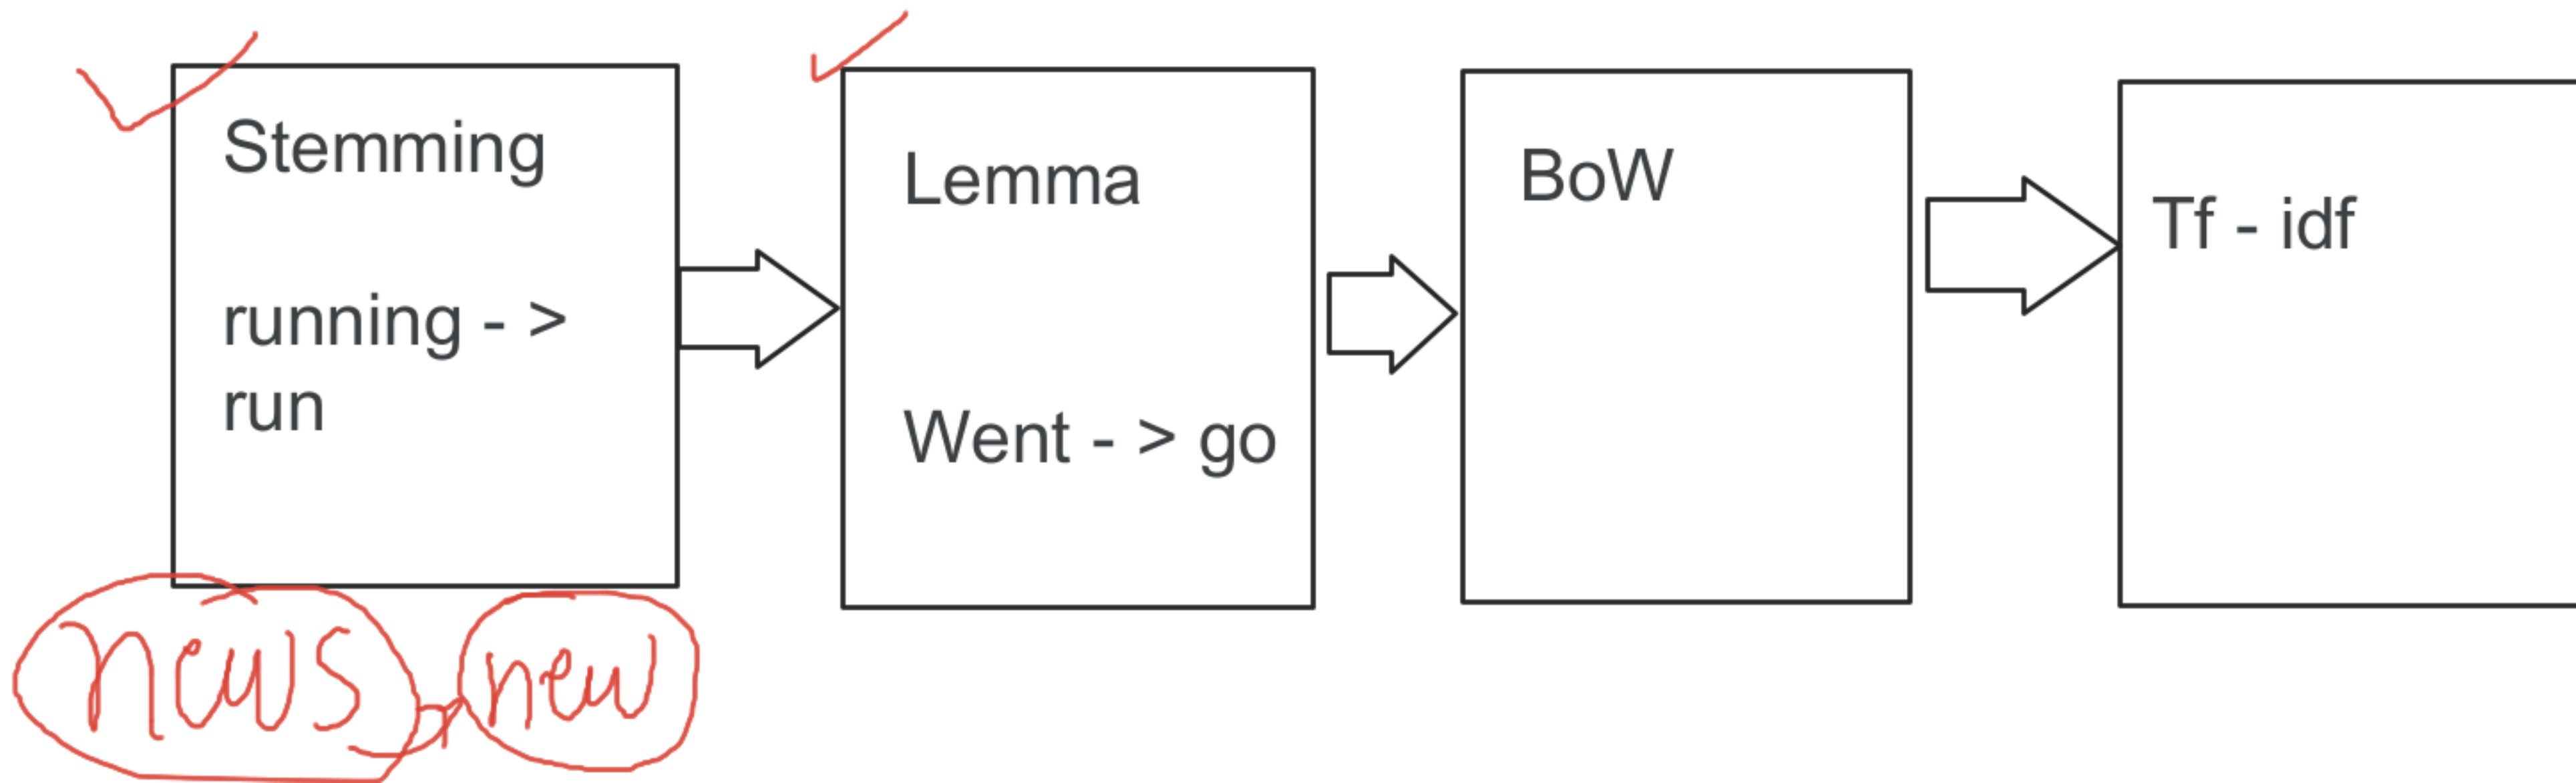 Stemming
running - >
run
Lemma
Went - > go
BoW
Tf - idf
news new